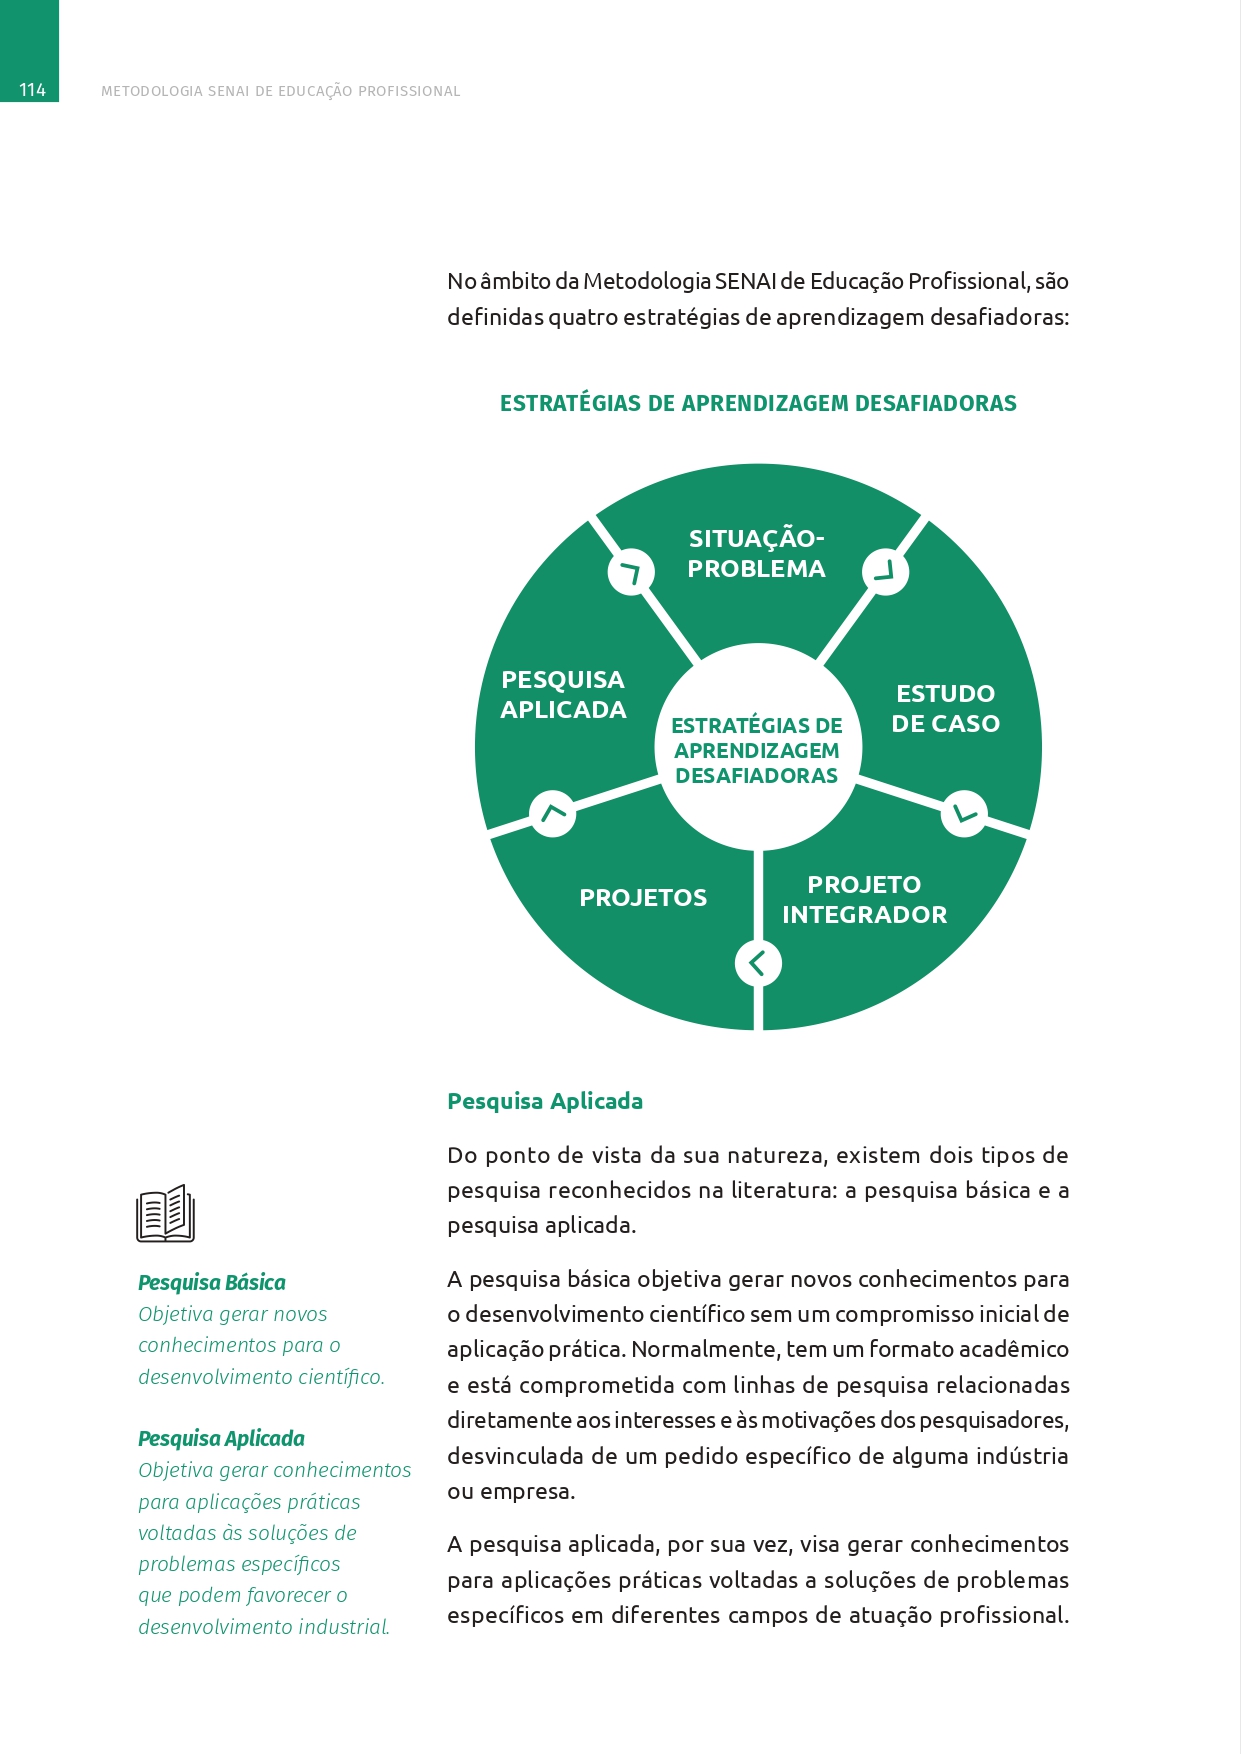 114
METODOLOGIA SENAI DE EDUCAÇÃO PROFISSIONAL
No âmbito da Metodologia SENAI de Educação Profissional, são
definidas quatro estratégias de aprendizagem desafiadoras:
ESTRATÉGIAS DE APRENDIZAGEM DESAFIADORAS
SITUAÇÃO-
PROBLEMA
PESQUISA
APLICADA
ESTUDO
DE CASO
ESTRATÉGIAS DE
APRENDIZAGEM
DESAFIADORAS
PROJETOS
PROJETO
INTEGRADOR
Pesquisa Aplicada
Do ponto de vista da sua natureza, existem dois tipos de
pesquisa reconhecidos na literatura: a pesquisa básica e a
pesquisa aplicada.
A pesquisa básica objetiva gerar novos conhecimentos para
o desenvolvimento científico sem um compromisso inicial de
aplicação prática. Normalmente, tem um formato acadêmico
e está comprometida com linhas de pesquisa relacionadas
diretamente aos interesses e às motivações dos pesquisadores,
desvinculada de um pedido específico de alguma indústria
ou empresa.
A pesquisa aplicada, por sua vez, visa gerar conhecimentos
para aplicações práticas voltadas a soluções de problemas
específicos em diferentes campos de atuação profissional.
Pesquisa Básica
Objetiva gerar novos
conhecimentos para o
desenvolvimento científico.
Pesquisa Aplicada
Objetiva gerar conhecimentos
para aplicações práticas
voltadas às soluções de
problemas específicos
que podem favorecer o
desenvolvimento industrial.